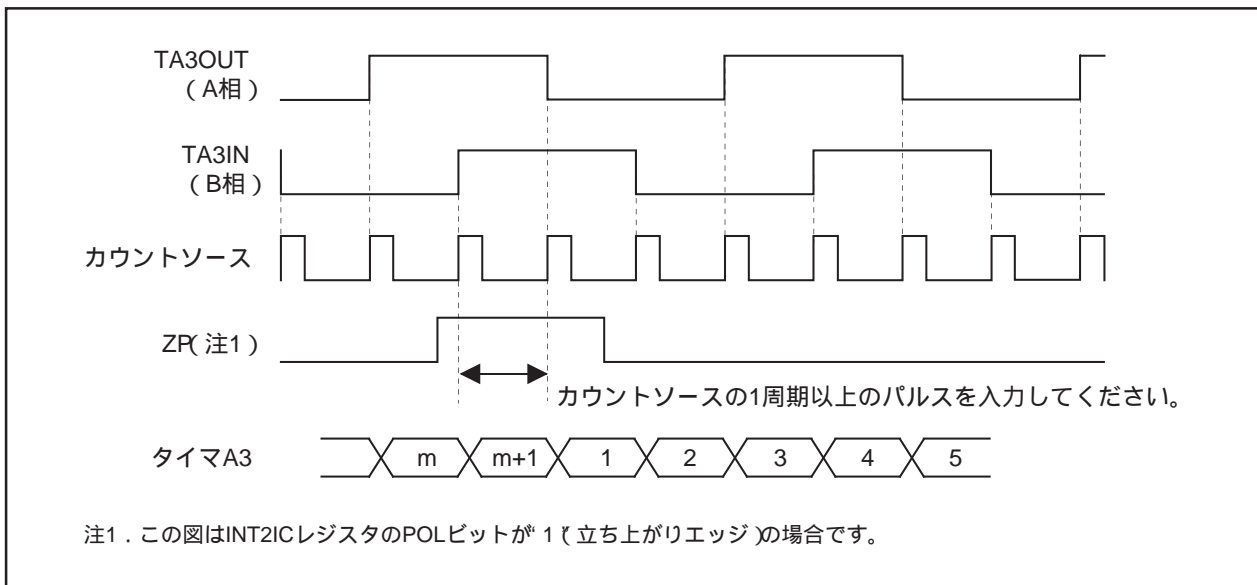 TA3OUT
(A相)
TA3IN
(B相)
カウントソース
ZP(注1)
カウントソースの1周期以上のパルスを入力してください。
タイマA3 m m+1 1 2 3 4 5
注1.この図はINT2ICレジスタのPOLビットが“1”(立ち上がりエッジ)の場合です。